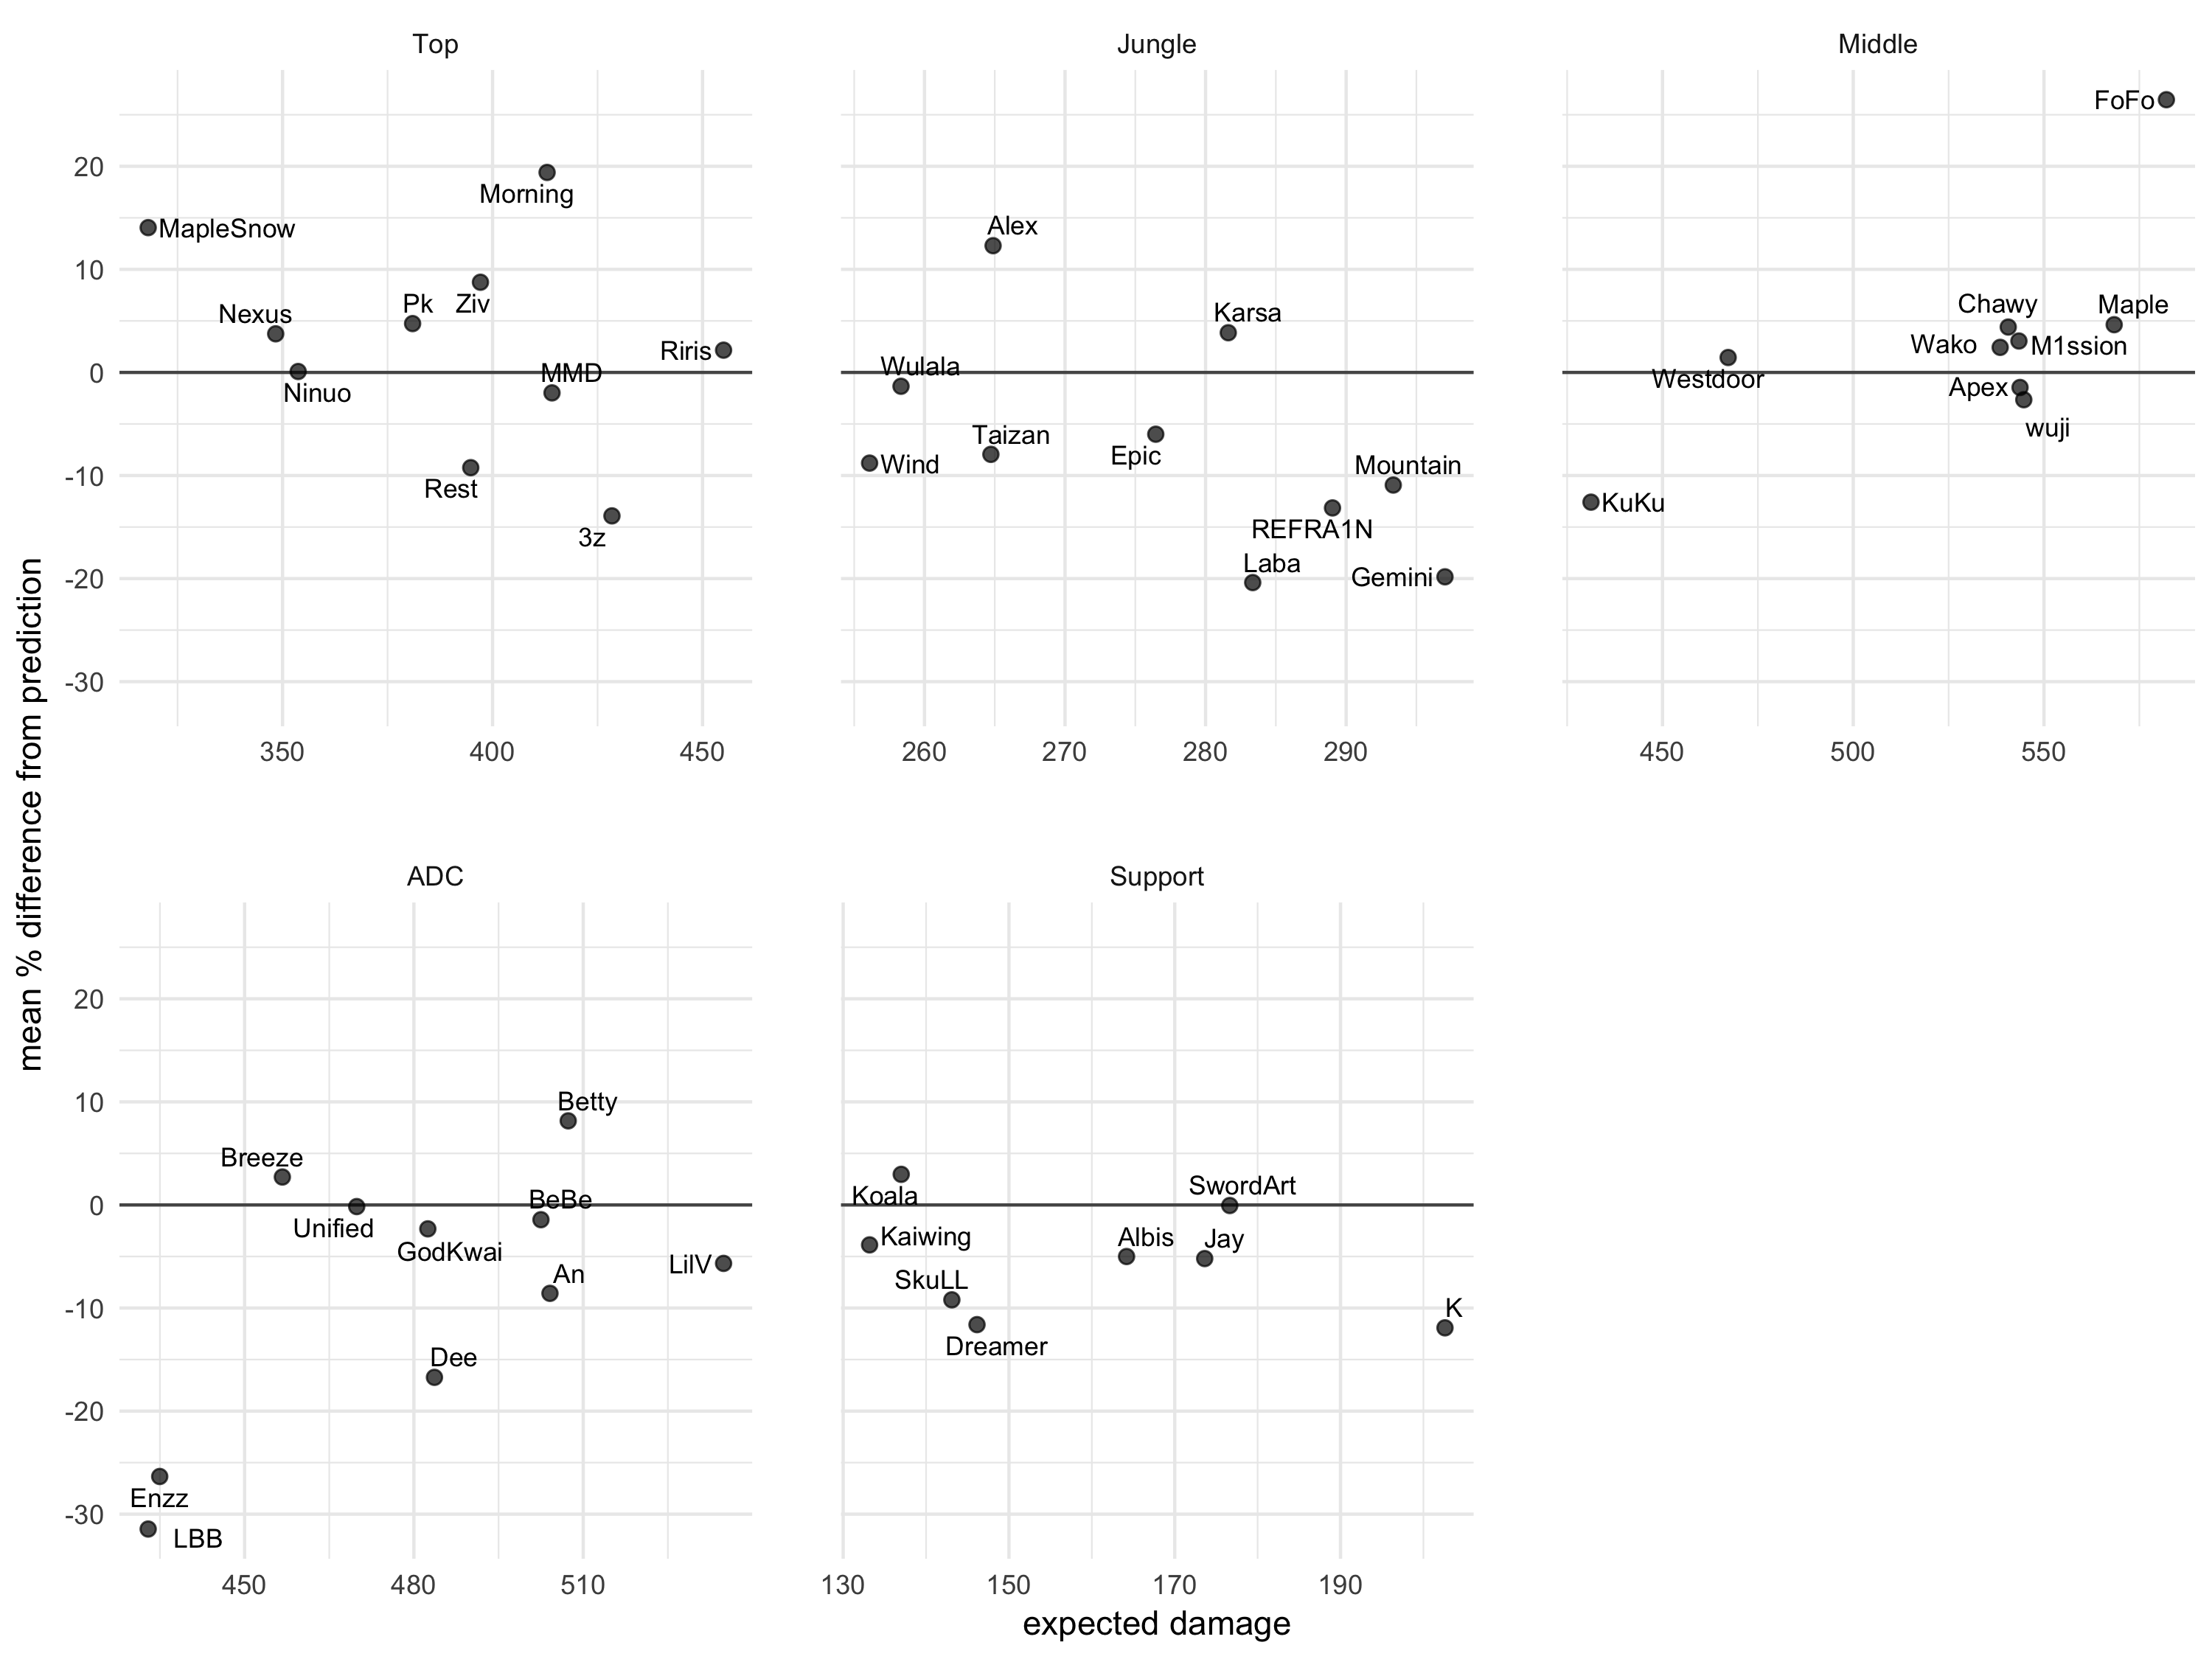 Top
Jungle
Middle
FoFo
20
Morning
MapleSnow
Alex
10
Pk
Ziv
Nexus
Karsa
Chawy
Maple
Riris
Wako
M1ssion
0
MMD
Wulala
Westdoor
Ninuo
Apex
wuji
Taizan
Epic
Wind
Mountain
-10
Rest
KuKu
3z
REFRA1N
Laba
Gemini
-20
-30
350
400
450
260
270
280
290
450
500
550
mean % difference from prediction
ADC
Support
20
10
Betty
Breeze
SwordArt
Koala
0
BeBe
Unified
GodKwai
Kaiwing
Albis
Jay
LilV
An
SkuLL
-10
K
Dreamer
Dee
-20
Enzz
-30
LBB
450
480
510
130
150
170
190
expected damage